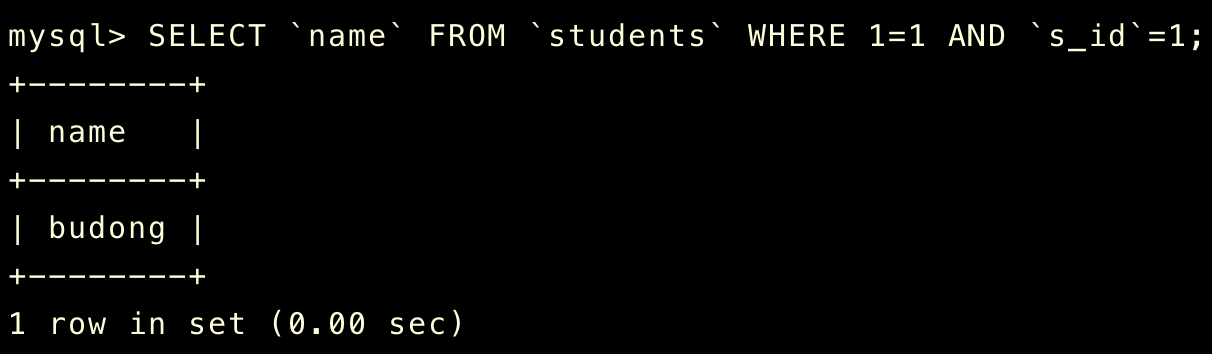 mysql> SELECT `name` FROM `students` WHERE 1=1 AND `s_id`=1;
+--------+
| name   |
+--------+
| budong |
+--------+
1 row in set (0.00 sec)